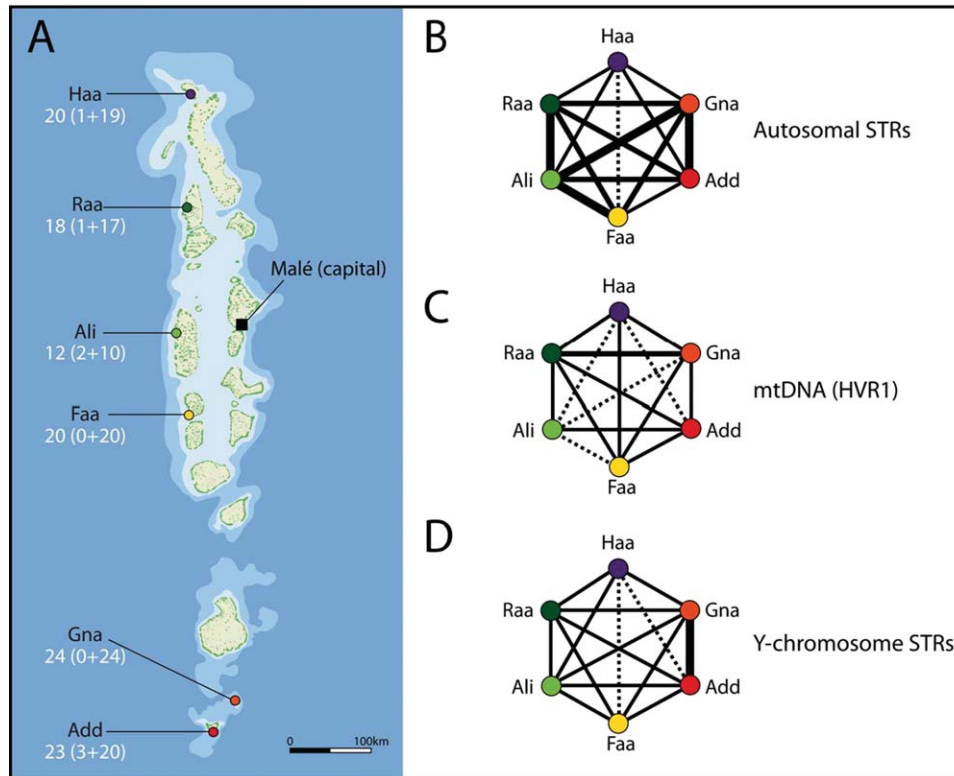 A
Haa
20 (1+19)
Raa
18 (1+17)
Malé (capital)
Ali
12 (2+10)
Faa
20 (0+20)
Gna
24 (0+24)
Add
23 (3+20)
0 100km
B
Haa
Raa
Gna
Autosomal STRs
Ali
Add
Faa
C
Haa
Raa
Gna
mtDNA (HVR1)
Ali
Add
Faa
D
Haa
Raa
Gna
Y-chromosome STRs
Ali
Add
Faa